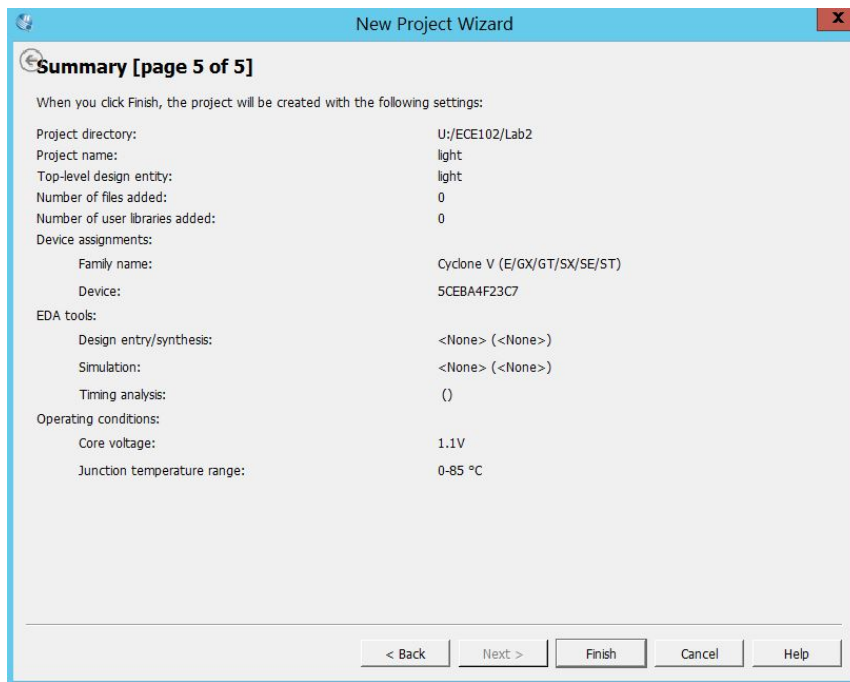 New Project Wizard
x
Summary [page 5 of 5]
When you click Finish, the project will be created with the following settings:
Project directory: U:/ECE102/Lab2
Project name: light
Top-level design entity: light
Number of files added: 0
Number of user libraries added: 0
Device assignments:
Family name: Cyclone V (E/GX/GT/SX/SE/ST)
Device: 5CEBA4F23C7
EDA tools:
Design entry/synthesis: <None> (<None>)
Simulation: <None> (<None>)
Timing analysis: ()
Operating conditions:
Core voltage: 1.1V
Junction temperature range: 0-85 °C
< Back Next > Finish Cancel Help